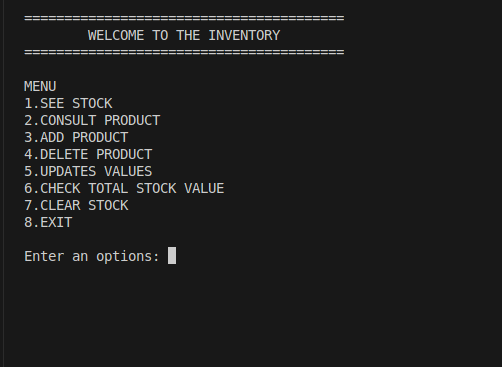 ========================================
WELCOME TO THE INVENTORY
========================================
MENU
1.SEE STOCK
2.CONSULT PRODUCT
3.ADD PRODUCT
4.DELETE PRODUCT
5.UPDATES VALUES
6.CHECK TOTAL STOCK VALUE
7.CLEAR STOCK
8.EXIT
Enter an options: